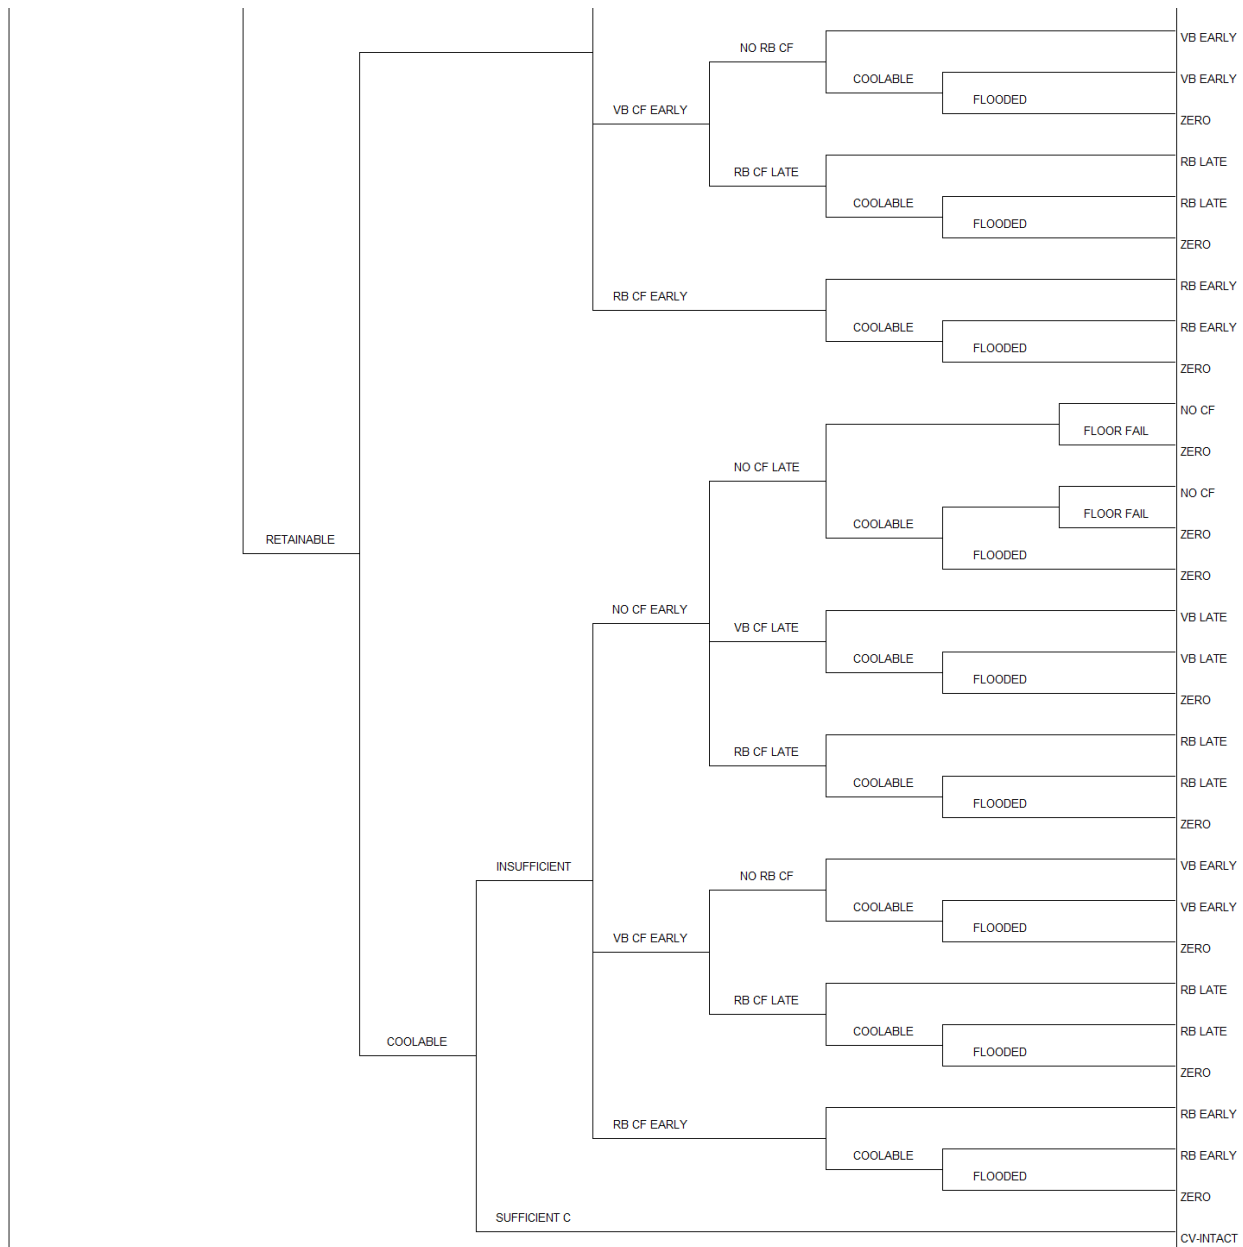 VB EARLY
NO RB CF
COOLABLE
VB EARLY
FLOODED
VB CF EARLY
ZERO
RB LATE
RB CF LATE
COOLABLE
RB LATE
FLOODED
ZERO
RB EARLY
RB CF EARLY
COOLABLE
RB EARLY
FLOODED
ZERO
NO CF
FLOOR FAIL
ZERO
NO CF LATE
NO CF
FLOOR FAIL
COOLABLE
ZERO
RETAINABLE
FLOODED
ZERO
NO CF EARLY
VB LATE
VB CF LATE
COOLABLE
VB LATE
FLOODED
ZERO
RB LATE
RB CF LATE
COOLABLE
RB LATE
FLOODED
ZERO
INSUFFICIENT
VB EARLY
NO RB CF
COOLABLE
VB EARLY
FLOODED
VB CF EARLY
ZERO
RB LATE
RB CF LATE
COOLABLE
RB LATE
COOLABLE
FLOODED
ZERO
RB EARLY
RB CF EARLY
COOLABLE
RB EARLY
FLOODED
ZERO
SUFFICIENT C
CV-INTACT